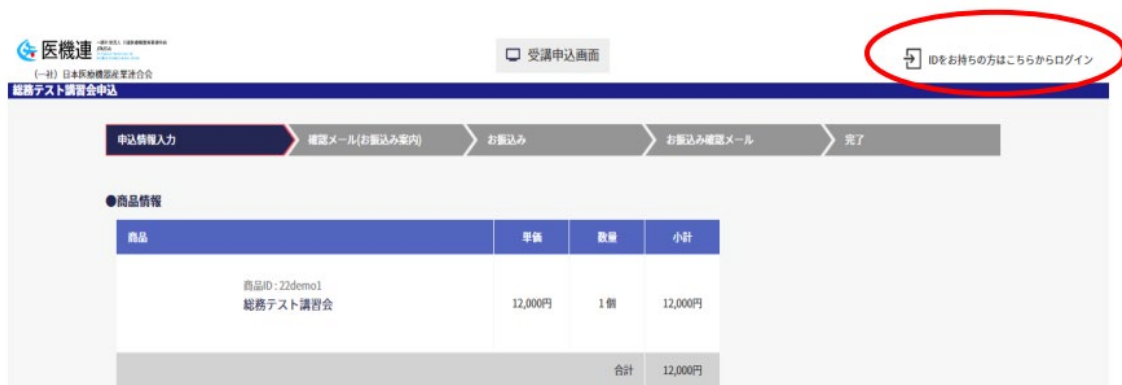 医機連
(一社) 日本医療機器産業連合会
受講申込画面
IDをお持ちの方はこちらからログイン
総務テスト講習会申込
申込情報入力
確認メール(お振込み案内)
お振込み
お振込み確認メール
完了
●商品情報
商品 単価 数量 小計
商品ID : 22demo1
総務テスト講習会 12,000円 1 個 12,000円
合計 12,000円